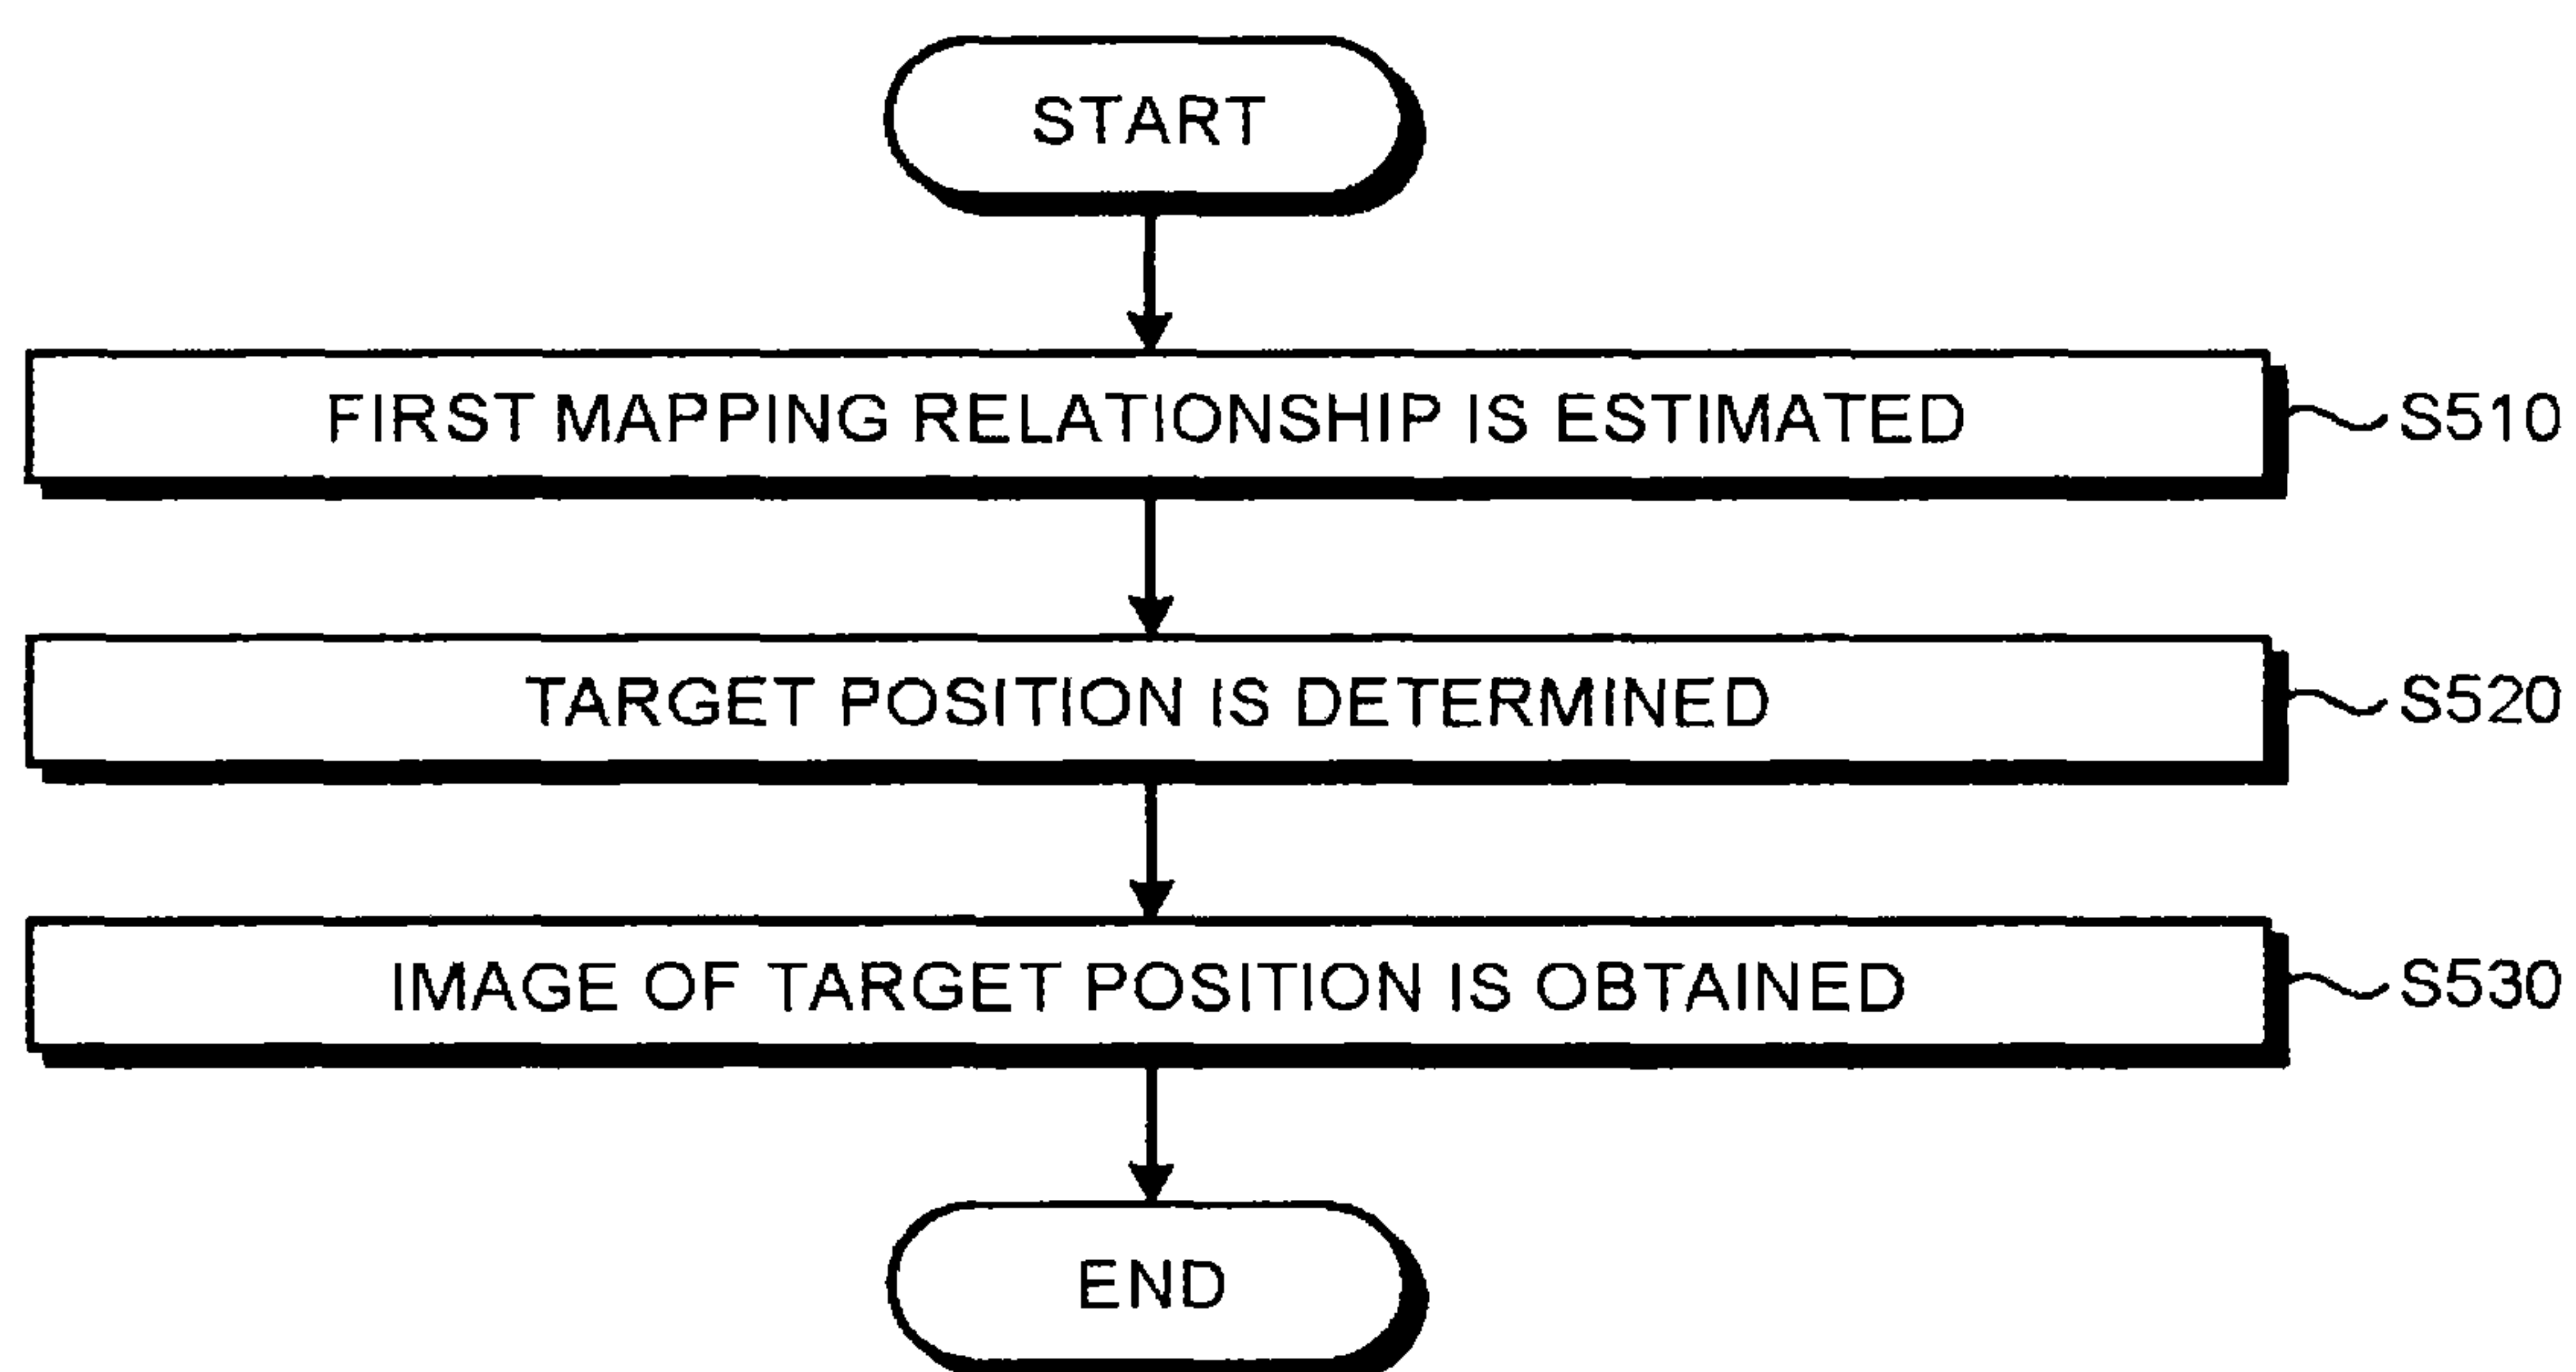 START
FIRST MAPPING RELATIONSHIP IS ESTIMATED S510
TARGET POSITION IS DETERMINED S520
IMAGE OF TARGET POSITION IS OBTAINED S530
END